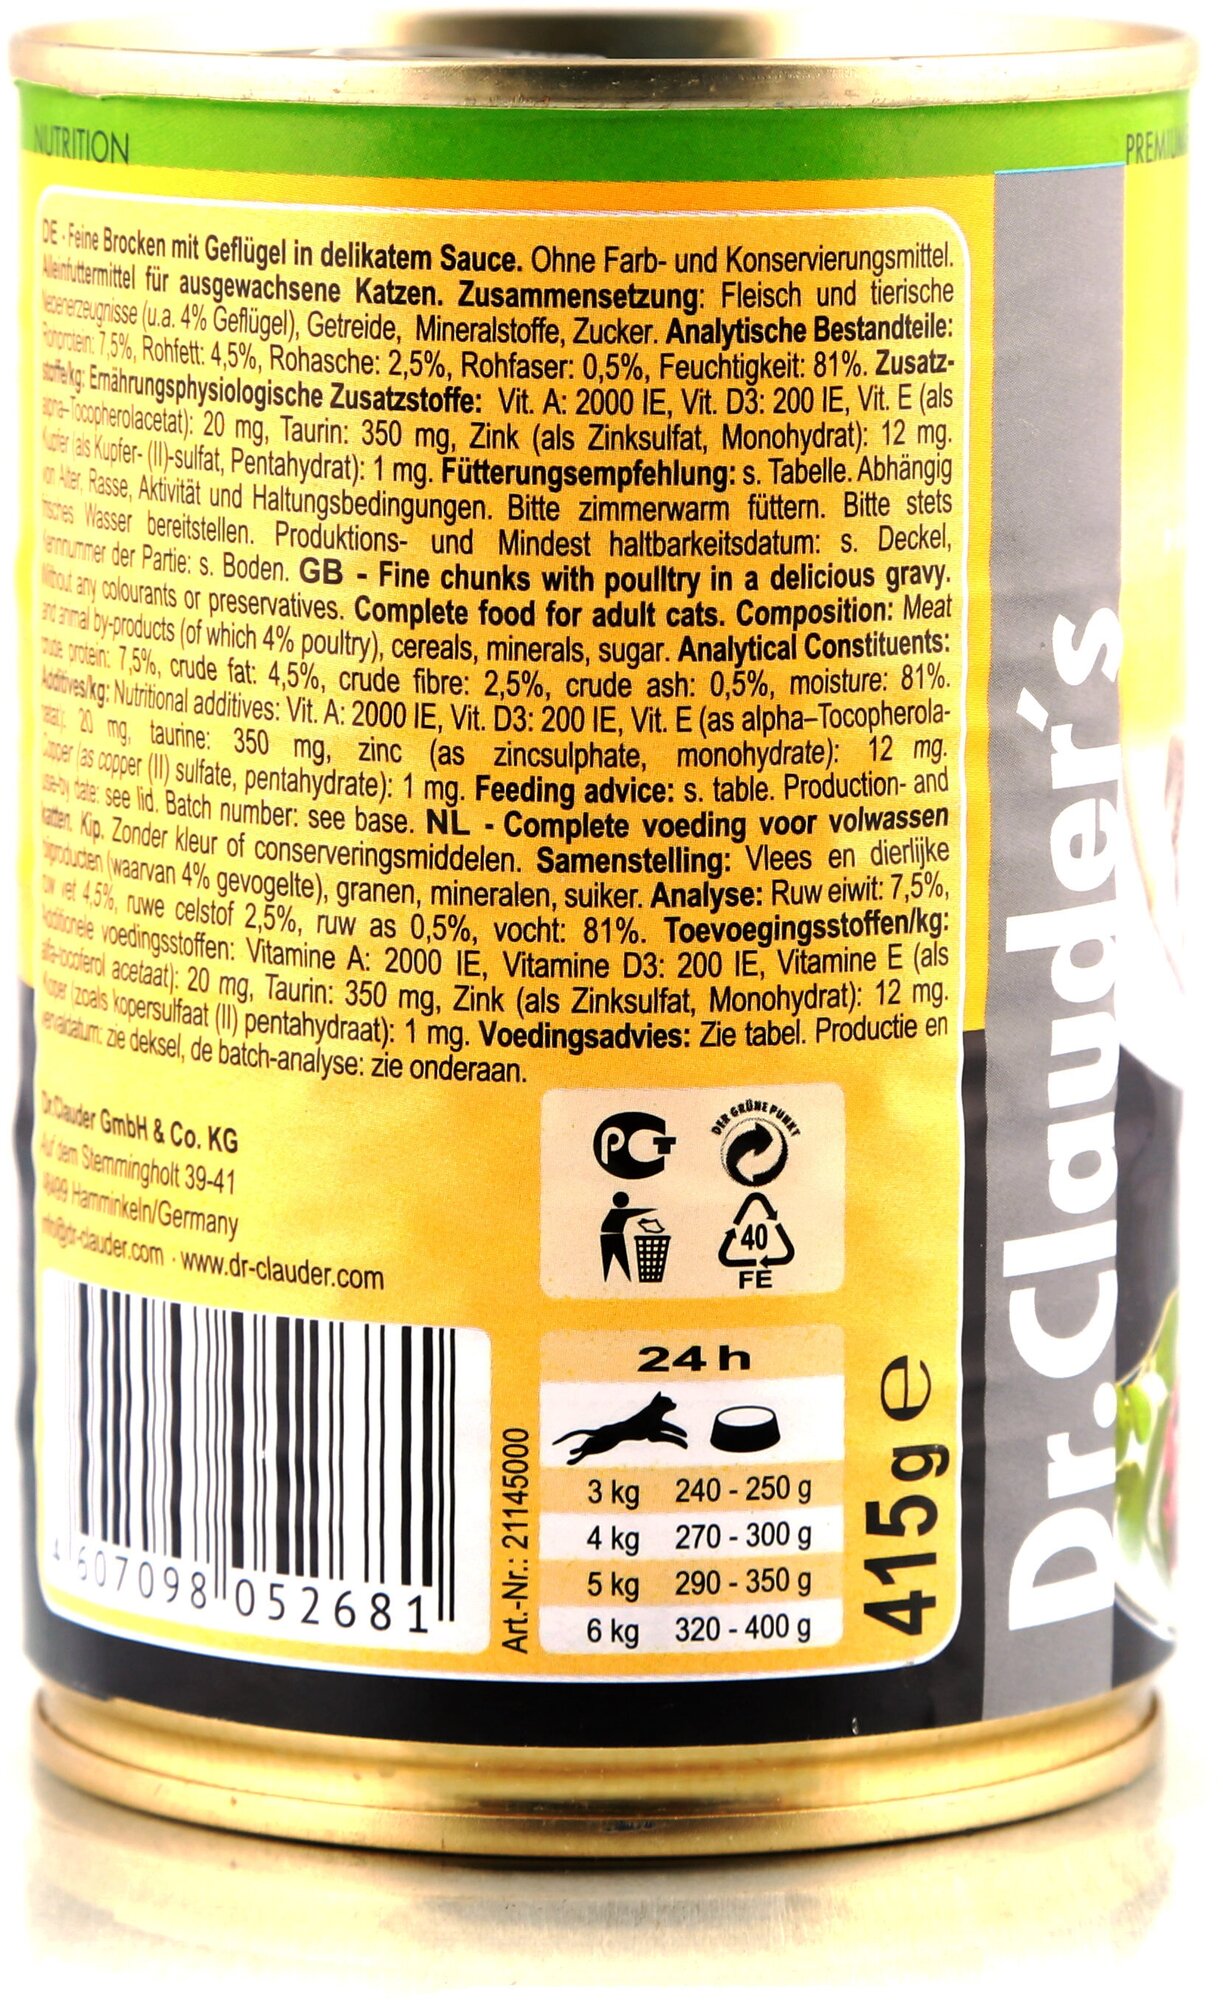 NUTRITION
PREMIUM
DE - Feine Brocken mit Geflügel in delikatem Sauce. Ohne Farb- und Konservierungsmittel.
Alleinfuttermittel für ausgewachsene Katzen. Zusammensetzung: Fleisch und tierische
Nebenerzeugnisse (u.a. 4% Geflügel), Getreide, Mineralstoffe, Zucker. Analytische Bestandteile:
Rohprotein: 7,5%, Rohfett: 4,5%, Rohasche: 2,5%, Rohfaser: 0,5%, Feuchtigkeit: 81%. Zusatz-
stoffe/kg: Ernährungsphysiologische Zusatzstoffe: Vit. A: 2000 IE, Vit. D3: 200 IE, Vit. E (als
alpha–Tocopherolacetat): 20 mg, Taurin: 350 mg, Zink (als Zinksulfat, Monohydrat): 12 mg.
Kupfer (als Kupfer- (II)-sulfat, Pentahydrat): 1 mg. Fütterungsempfehlung: s. Tabelle. Abhängig
von Alter, Rasse, Aktivität und Haltungsbedingungen. Bitte zimmerwarm füttern. Bitte stets
frisches Wasser bereitstellen. Produktions- und Mindest haltbarkeitsdatum: s. Deckel,
Kennnummer der Partie: s. Boden. GB - Fine chunks with poulltry in a delicious gravy.
Without any colourants or preservatives. Complete food for adult cats. Composition: Meat
and animal by-products (of which 4% poultry), cereals, minerals, sugar. Analytical Constituents:
crude protein: 7,5%, crude fat: 4,5%, crude fibre: 2,5%, crude ash: 0,5%, moisture: 81%.
Additives/kg: Nutritional additives: Vit. A: 2000 IE, Vit. D3: 200 IE, Vit. E (as alpha–Tocopherola-
cetat): 20 mg, taurine: 350 mg, zinc (as zincsulphate, monohydrate): 12 mg.
Copper (as copper (II) sulfate, pentahydrate): 1 mg. Feeding advice: s. table. Production- and
use-by date: see lid. Batch number: see base. NL - Complete voeding voor volwassen
katten. Kip. Zonder kleur of conserveringsmiddelen. Samenstelling: Vlees en dierlijke
bijproducten (waarvan 4% gevogelte), granen, mineralen, suiker. Analyse: Ruw eiwit: 7,5%,
ruw vet 4,5%, ruwe celstof 2,5%, ruw as 0,5%, vocht: 81%. Toevoegingsstoffen/kg:
Additionele voedingsstoffen: Vitamine A: 2000 IE, Vitamine D3: 200 IE, Vitamine E (als
alfa-tocoferol acetaat): 20 mg, Taurin: 350 mg, Zink (als Zinksulfat, Monohydrat): 12 mg.
Koper (zoals kopersulfaat (II) pentahydraat): 1 mg. Voedingsadvies: Zie tabel. Productie en
zie deksel, de batch-analyse: zie onderaan.
Dr.Clauder GmbH & Co. KG
Auf dem Stemmingholt 39-41
46499 Hamminkeln/Germany
info@dr-clauder.com · www.dr-clauder.com
4 607098 052681
Art.-Nr.: 21145000
PCT
DER GRÜNE PUNKT
40
FE
24 h
3 kg 240 - 250 g
4 kg 270 - 300 g
5 kg 290 - 350 g
6 kg 320 - 400 g
415 g e
Dr.Clauder´s